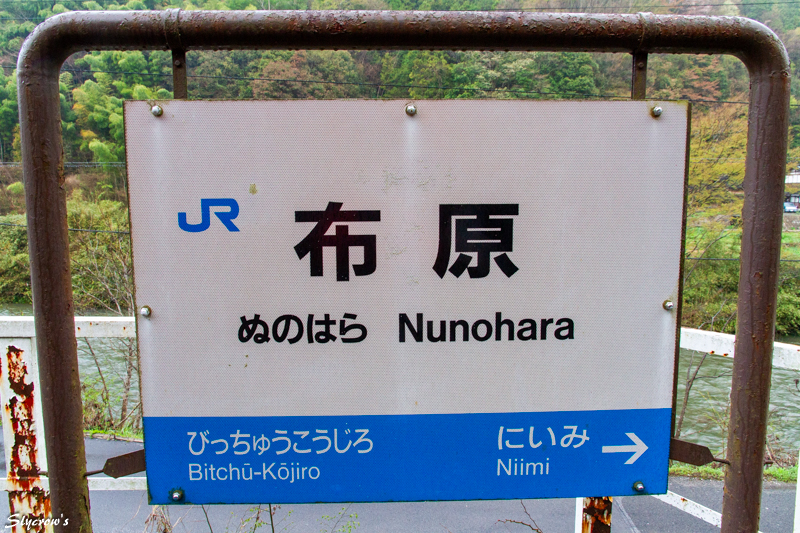 JR
布原
ぬのはら Nunohara
びっちゅうこうじろ
Bitchū-Kōjiro
にいみ →
Niimi
Slycrow's